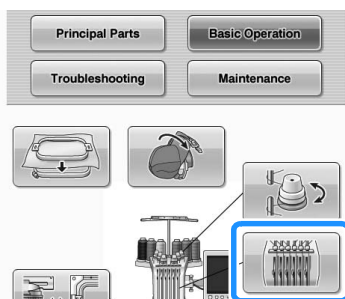 Principal Parts
Basic Operation
Troubleshooting
Maintenance